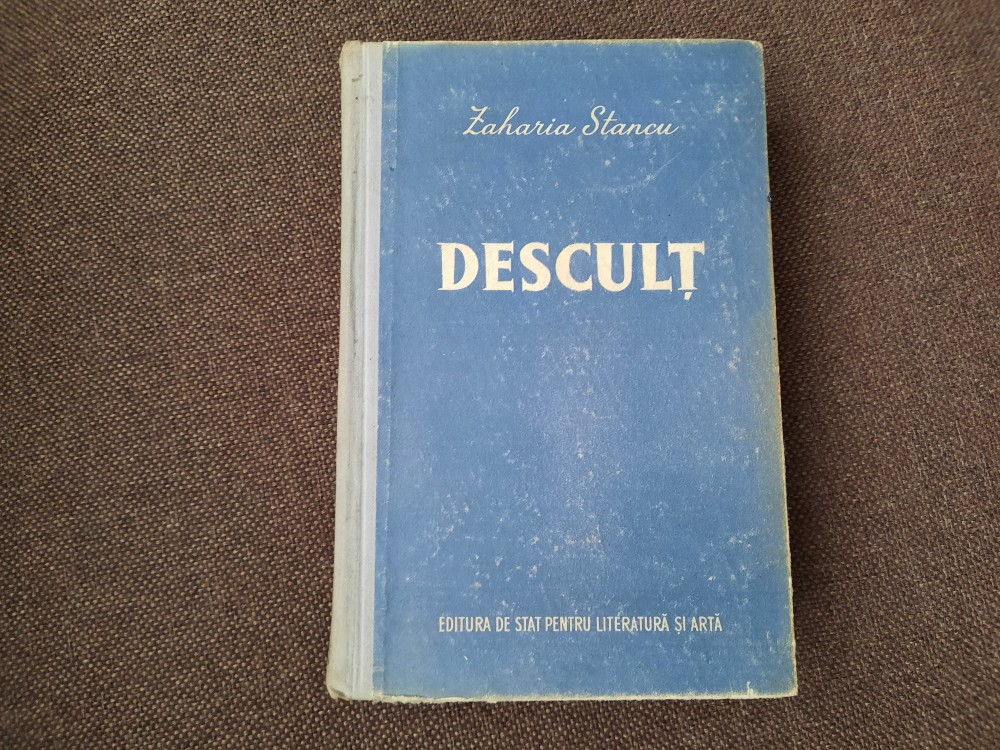 Zaharia Stancu
DESCULȚ
EDITURA DE STAT PENTRU LITERATURĂ ȘI ARTĂ